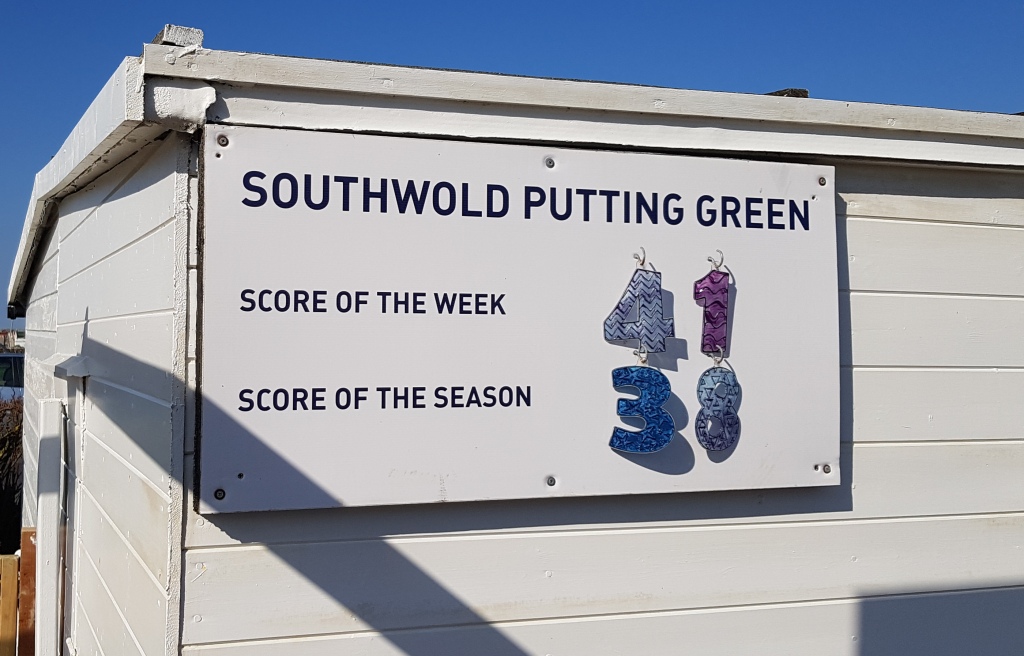 SOUTHWOLD PUTTING GREEN
SCORE OF THE WEEK 41
SCORE OF THE SEASON 38